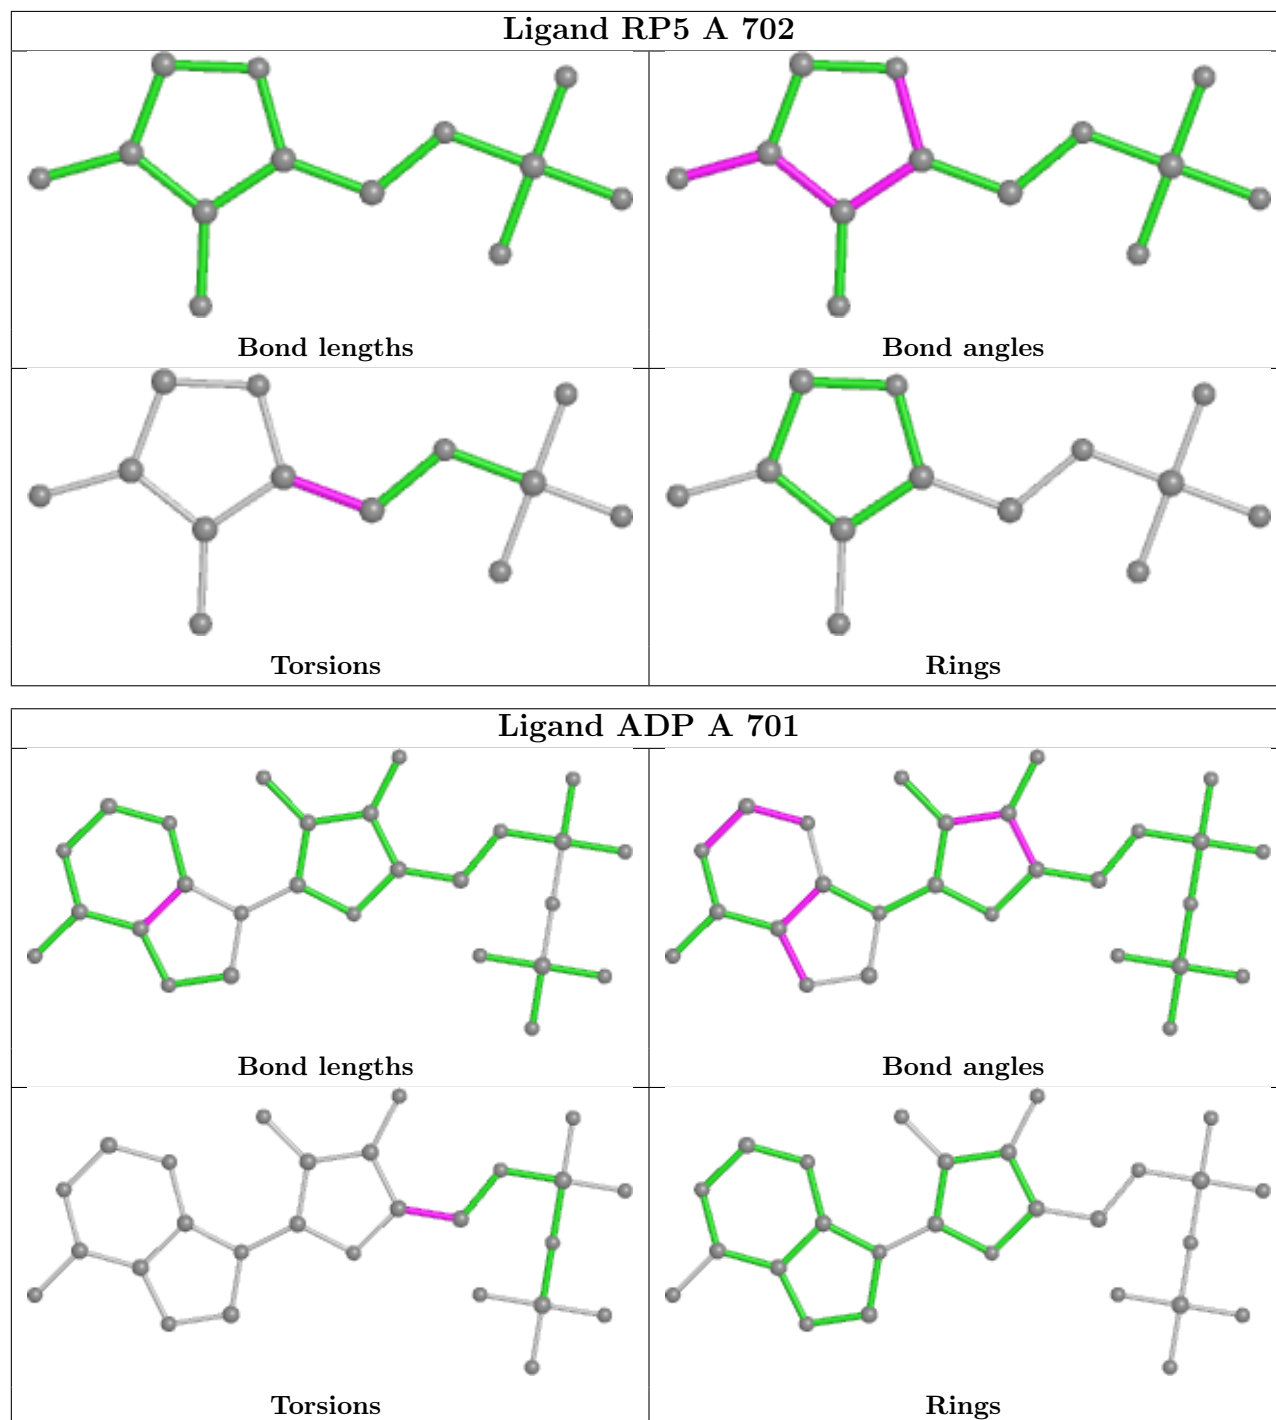 Ligand RP5 A 702
Bond lengths
Bond angles
Torsions
Rings
Ligand ADP A 701
Bond lengths
Bond angles
Torsions
Rings